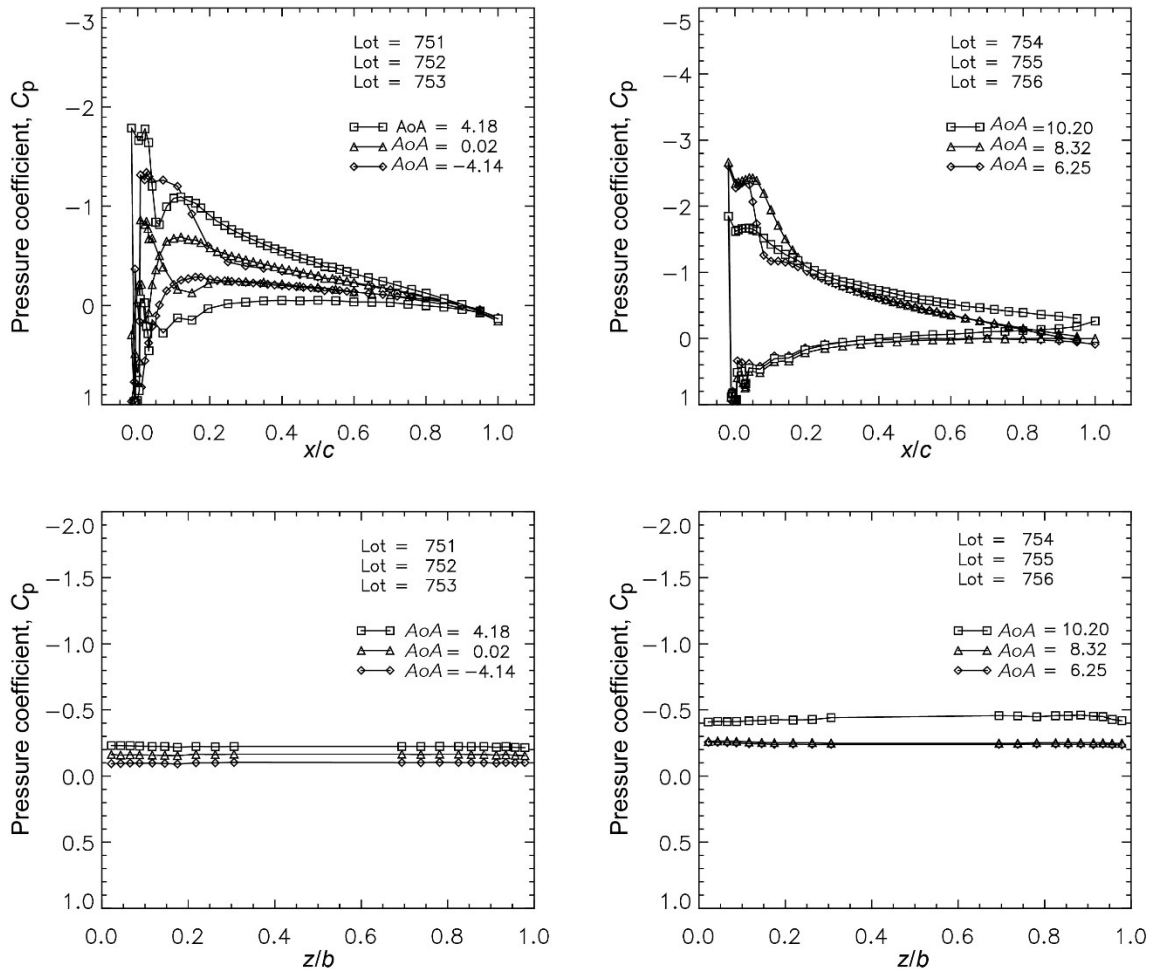 Pressure coefficient, Cp
−3
−2
−1
0
1
Lot = 751
Lot = 752
Lot = 753
AoA = 4.18
AoA = 0.02
AoA = −4.14
0.0 0.2 0.4 0.6 0.8 1.0
x/c
Pressure coefficient, Cp
−5
−4
−3
−2
−1
0
1
Lot = 754
Lot = 755
Lot = 756
AoA = 10.20
AoA = 8.32
AoA = 6.25
0.0 0.2 0.4 0.6 0.8 1.0
x/c
Pressure coefficient, Cp
−2.0
−1.5
−1.0
−0.5
0.0
0.5
1.0
Lot = 751
Lot = 752
Lot = 753
AoA = 4.18
AoA = 0.02
AoA = −4.14
0.0 0.2 0.4 0.6 0.8 1.0
z/b
Pressure coefficient, Cp
−2.0
−1.5
−1.0
−0.5
0.0
0.5
1.0
Lot = 754
Lot = 755
Lot = 756
AoA = 10.20
AoA = 8.32
AoA = 6.25
0.0 0.2 0.4 0.6 0.8 1.0
z/b